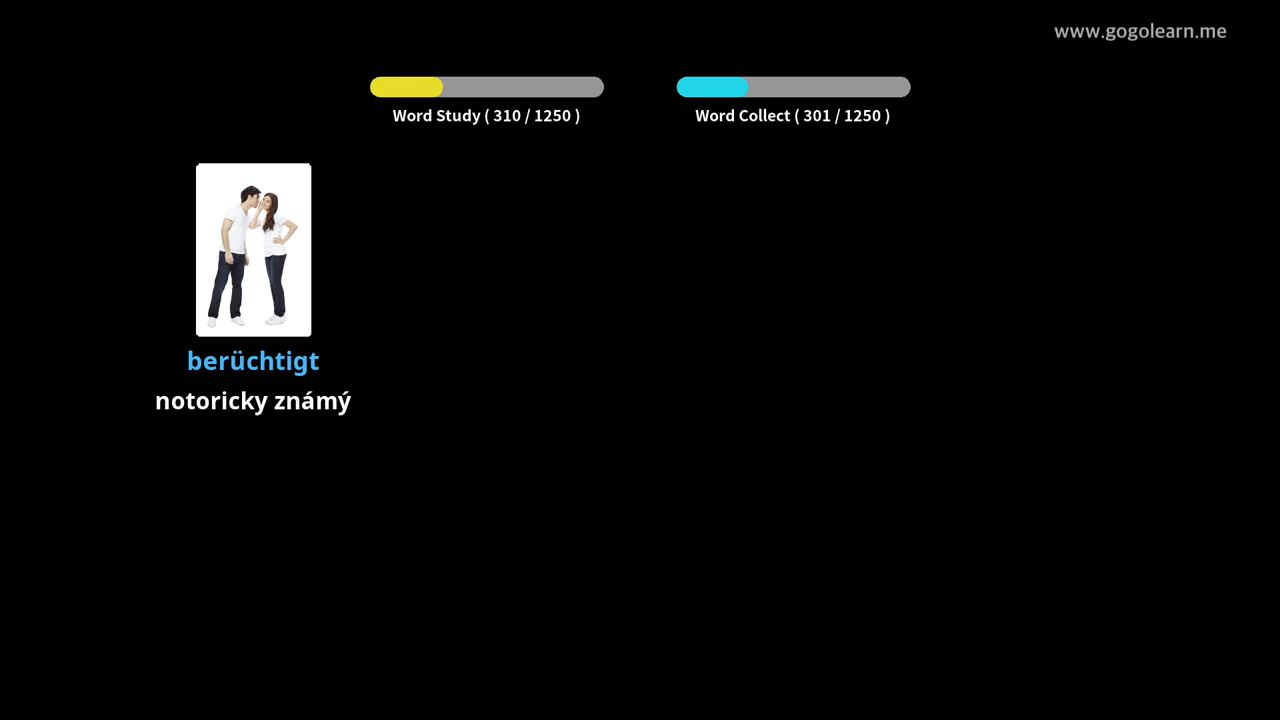 www.gogolearn.me
Word Study ( 310 / 1250 )
Word Collect ( 301 / 1250 )
berüchtigt
notoricky známý